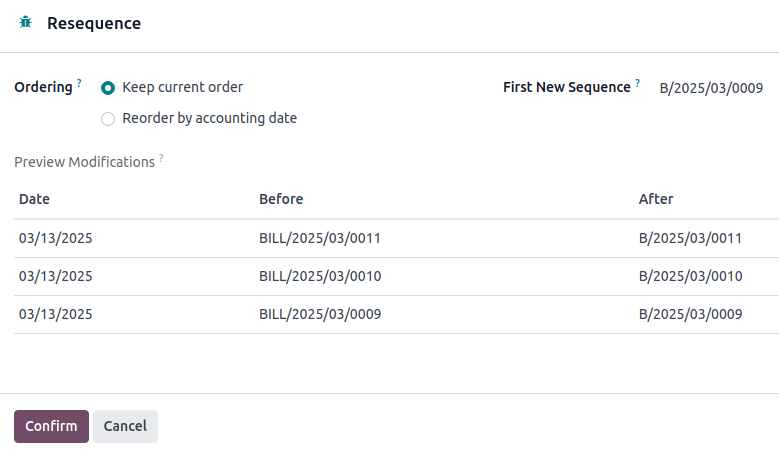 Resequence
Ordering ? Keep current order First New Sequence ? B/2025/03/0009
Reorder by accounting date
Preview Modifications ?
Date Before After
03/13/2025 BILL/2025/03/0011 B/2025/03/0011
03/13/2025 BILL/2025/03/0010 B/2025/03/0010
03/13/2025 BILL/2025/03/0009 B/2025/03/0009
Confirm Cancel